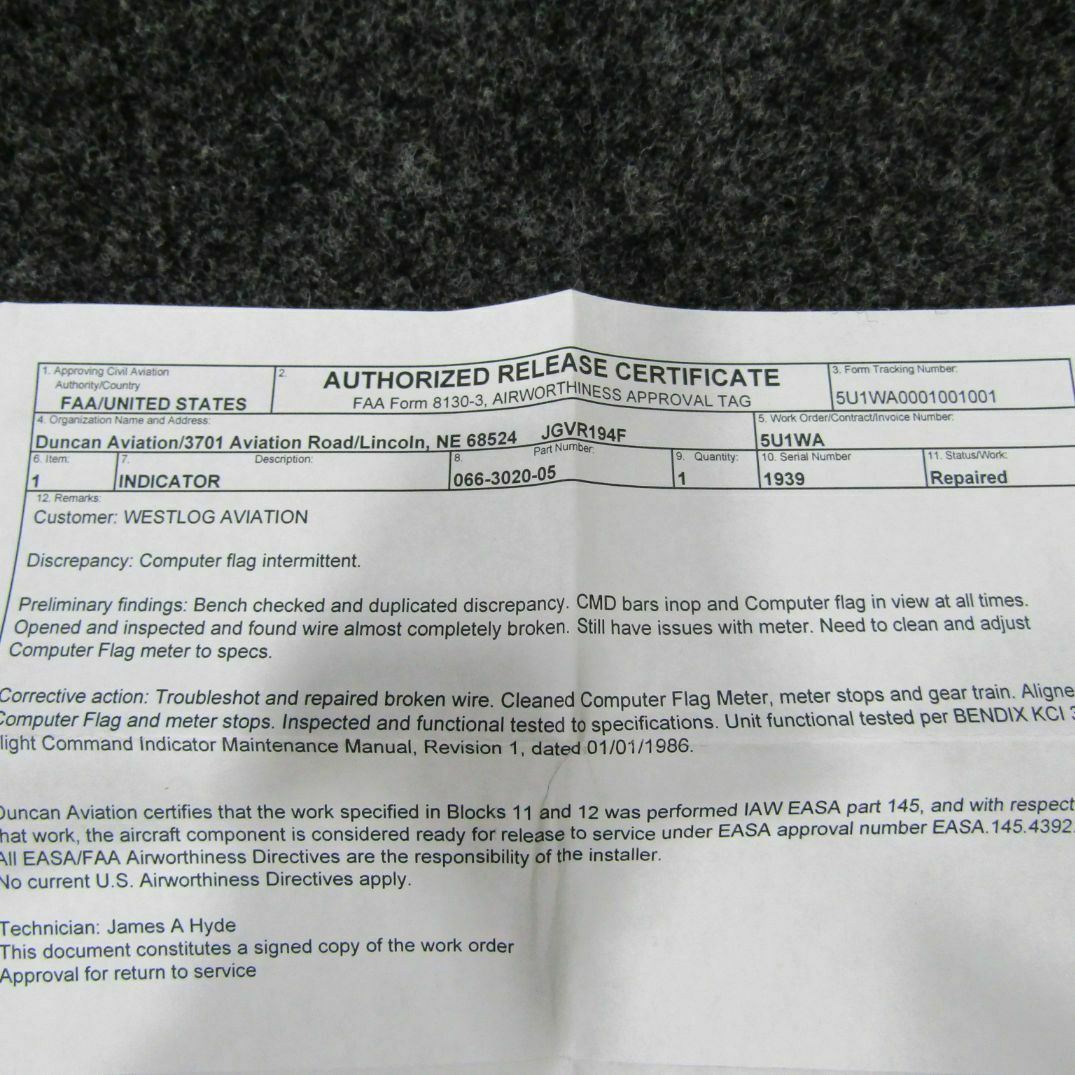 1. Approving Civil Aviation
Authority/Country
FAA/UNITED STATES
2.
AUTHORIZED RELEASE CERTIFICATE
FAA Form 8130-3, AIRWORTHINESS APPROVAL TAG
3. Form Tracking Number:
5U1WA0001001001
4. Organization Name and Address:
Duncan Aviation/3701 Aviation Road/Lincoln, NE 68524 JGVR194F
5. Work Order/Contract/Invoice Number:
5U1WA
6. Item:
1
7. Description:
INDICATOR
8. Part Number:
066-3020-05
9. Quantity:
1
10. Serial Number
1939
11. Status/Work:
Repaired
12. Remarks:
Customer: WESTLOG AVIATION
Discrepancy: Computer flag intermittent.
Preliminary findings: Bench checked and duplicated discrepancy. CMD bars inop and Computer flag in view at all times.
Opened and inspected and found wire almost completely broken. Still have issues with meter. Need to clean and adjust
Computer Flag meter to specs.
Corrective action: Troubleshot and repaired broken wire. Cleaned Computer Flag Meter, meter stops and gear train. Aligne
Computer Flag and meter stops. Inspected and functional tested to specifications. Unit functional tested per BENDIX KCI 3
light Command Indicator Maintenance Manual, Revision 1, dated 01/01/1986.
Duncan Aviation certifies that the work specified in Blocks 11 and 12 was performed IAW EASA part 145, and with respect
hat work, the aircraft component is considered ready for release to service under EASA approval number EASA.145.4392.
All EASA/FAA Airworthiness Directives are the responsibility of the installer.
No current U.S. Airworthiness Directives apply.
Technician: James A Hyde
This document constitutes a signed copy of the work order
Approval for return to service